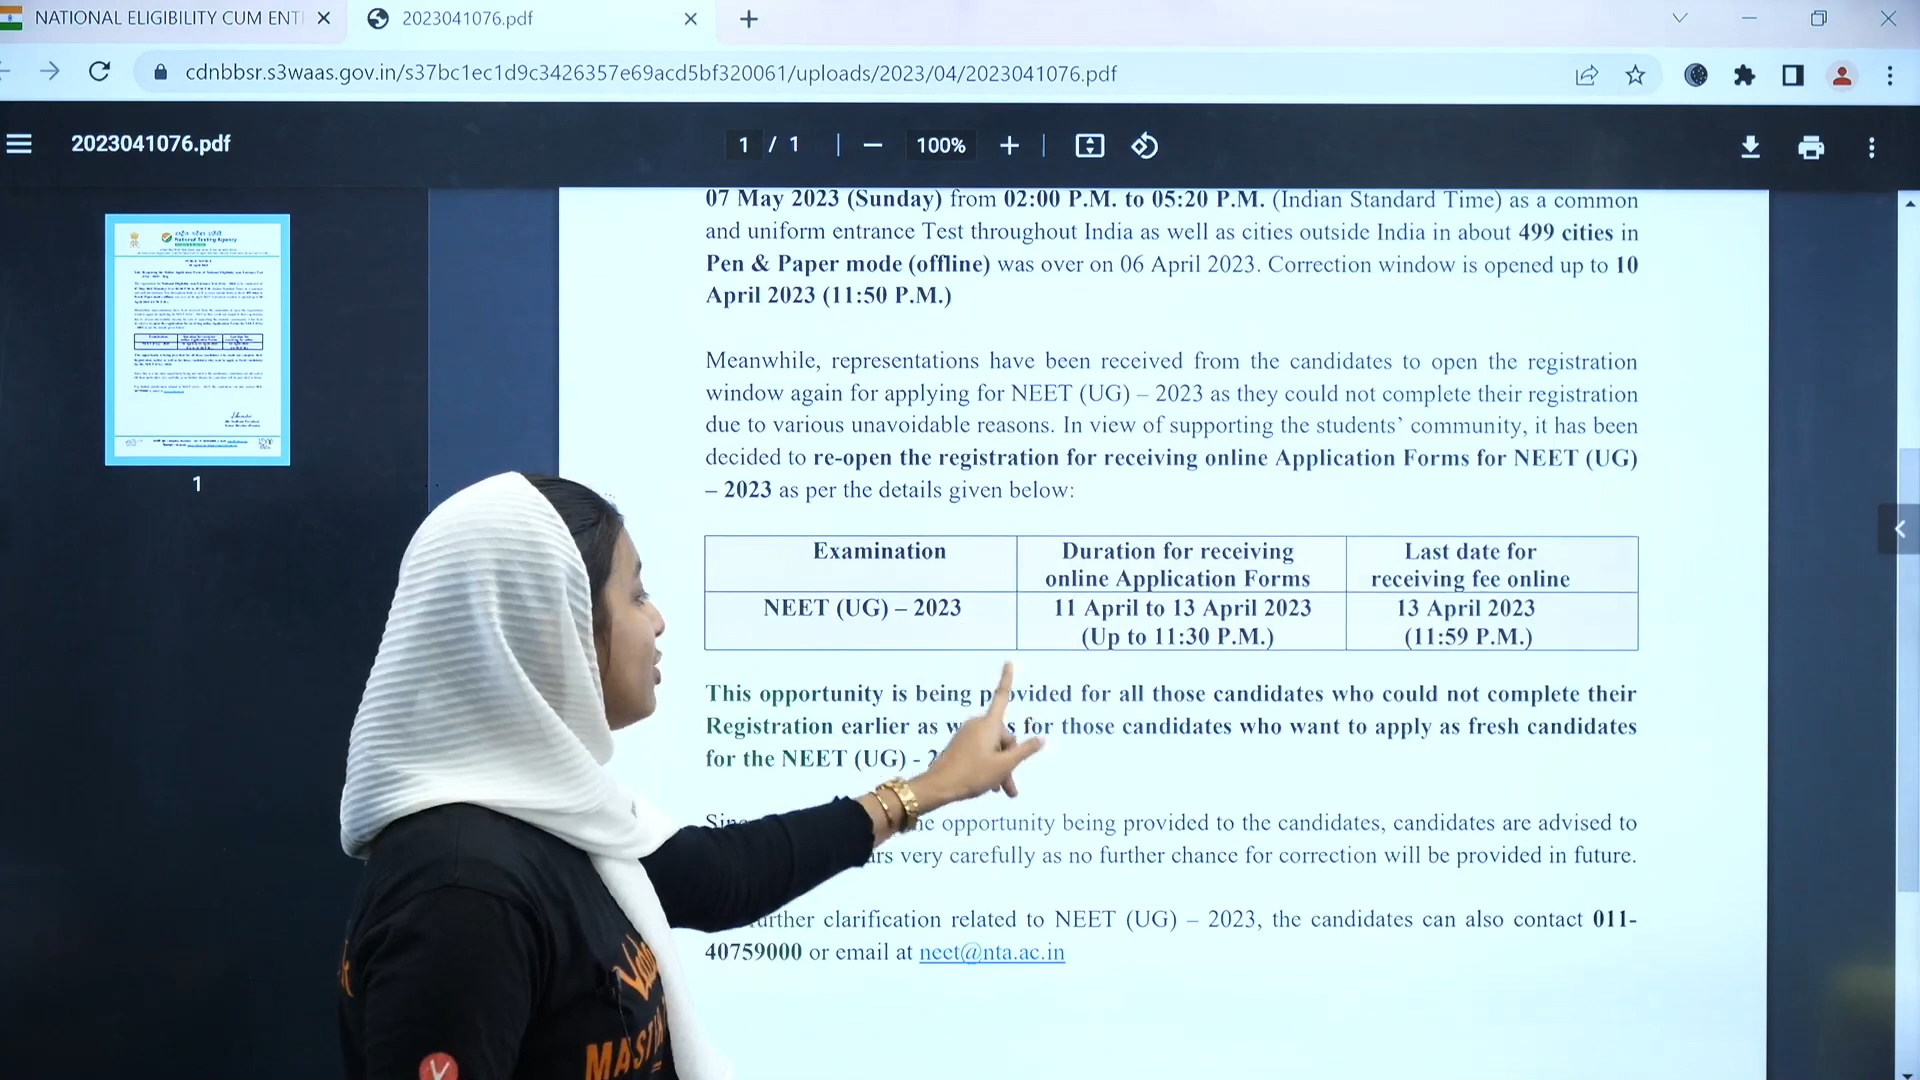 NATIONAL ELIGIBILITY CUM ENT
2023041076.pdf
cdnbbsr.s3waas.gov.in/s37bc1ec1d9c3426357e69acd5bf320061/uploads/2023/04/2023041076.pdf
2023041076.pdf
1 / 1
100%
National Testing Agency
1
07 May 2023 (Sunday) from 02:00 P.M. to 05:20 P.M. (Indian Standard Time) as a common
and uniform entrance Test throughout India as well as cities outside India in about 499 cities in
Pen & Paper mode (offline) was over on 06 April 2023. Correction window is opened up to 10
April 2023 (11:50 P.M.)
Meanwhile, representations have been received from the candidates to open the registration
window again for applying for NEET (UG) – 2023 as they could not complete their registration
due to various unavoidable reasons. In view of supporting the students’ community, it has been
decided to re-open the registration for receiving online Application Forms for NEET (UG)
– 2023 as per the details given below:
Examination
Duration for receiving
online Application Forms
Last date for
receiving fee online
NEET (UG) – 2023
11 April to 13 April 2023
(Up to 11:30 P.M.)
13 April 2023
(11:59 P.M.)
This opportunity is being provided for all those candidates who could not complete their
Registration earlier as for those candidates who want to apply as fresh candidates
for the NEET (UG) -
opportunity being provided to the candidates, candidates are advised to
very carefully as no further chance for correction will be provided in future.
further clarification related to NEET (UG) – 2023, the candidates can also contact 011-
40759000 or email at neet@nta.ac.in